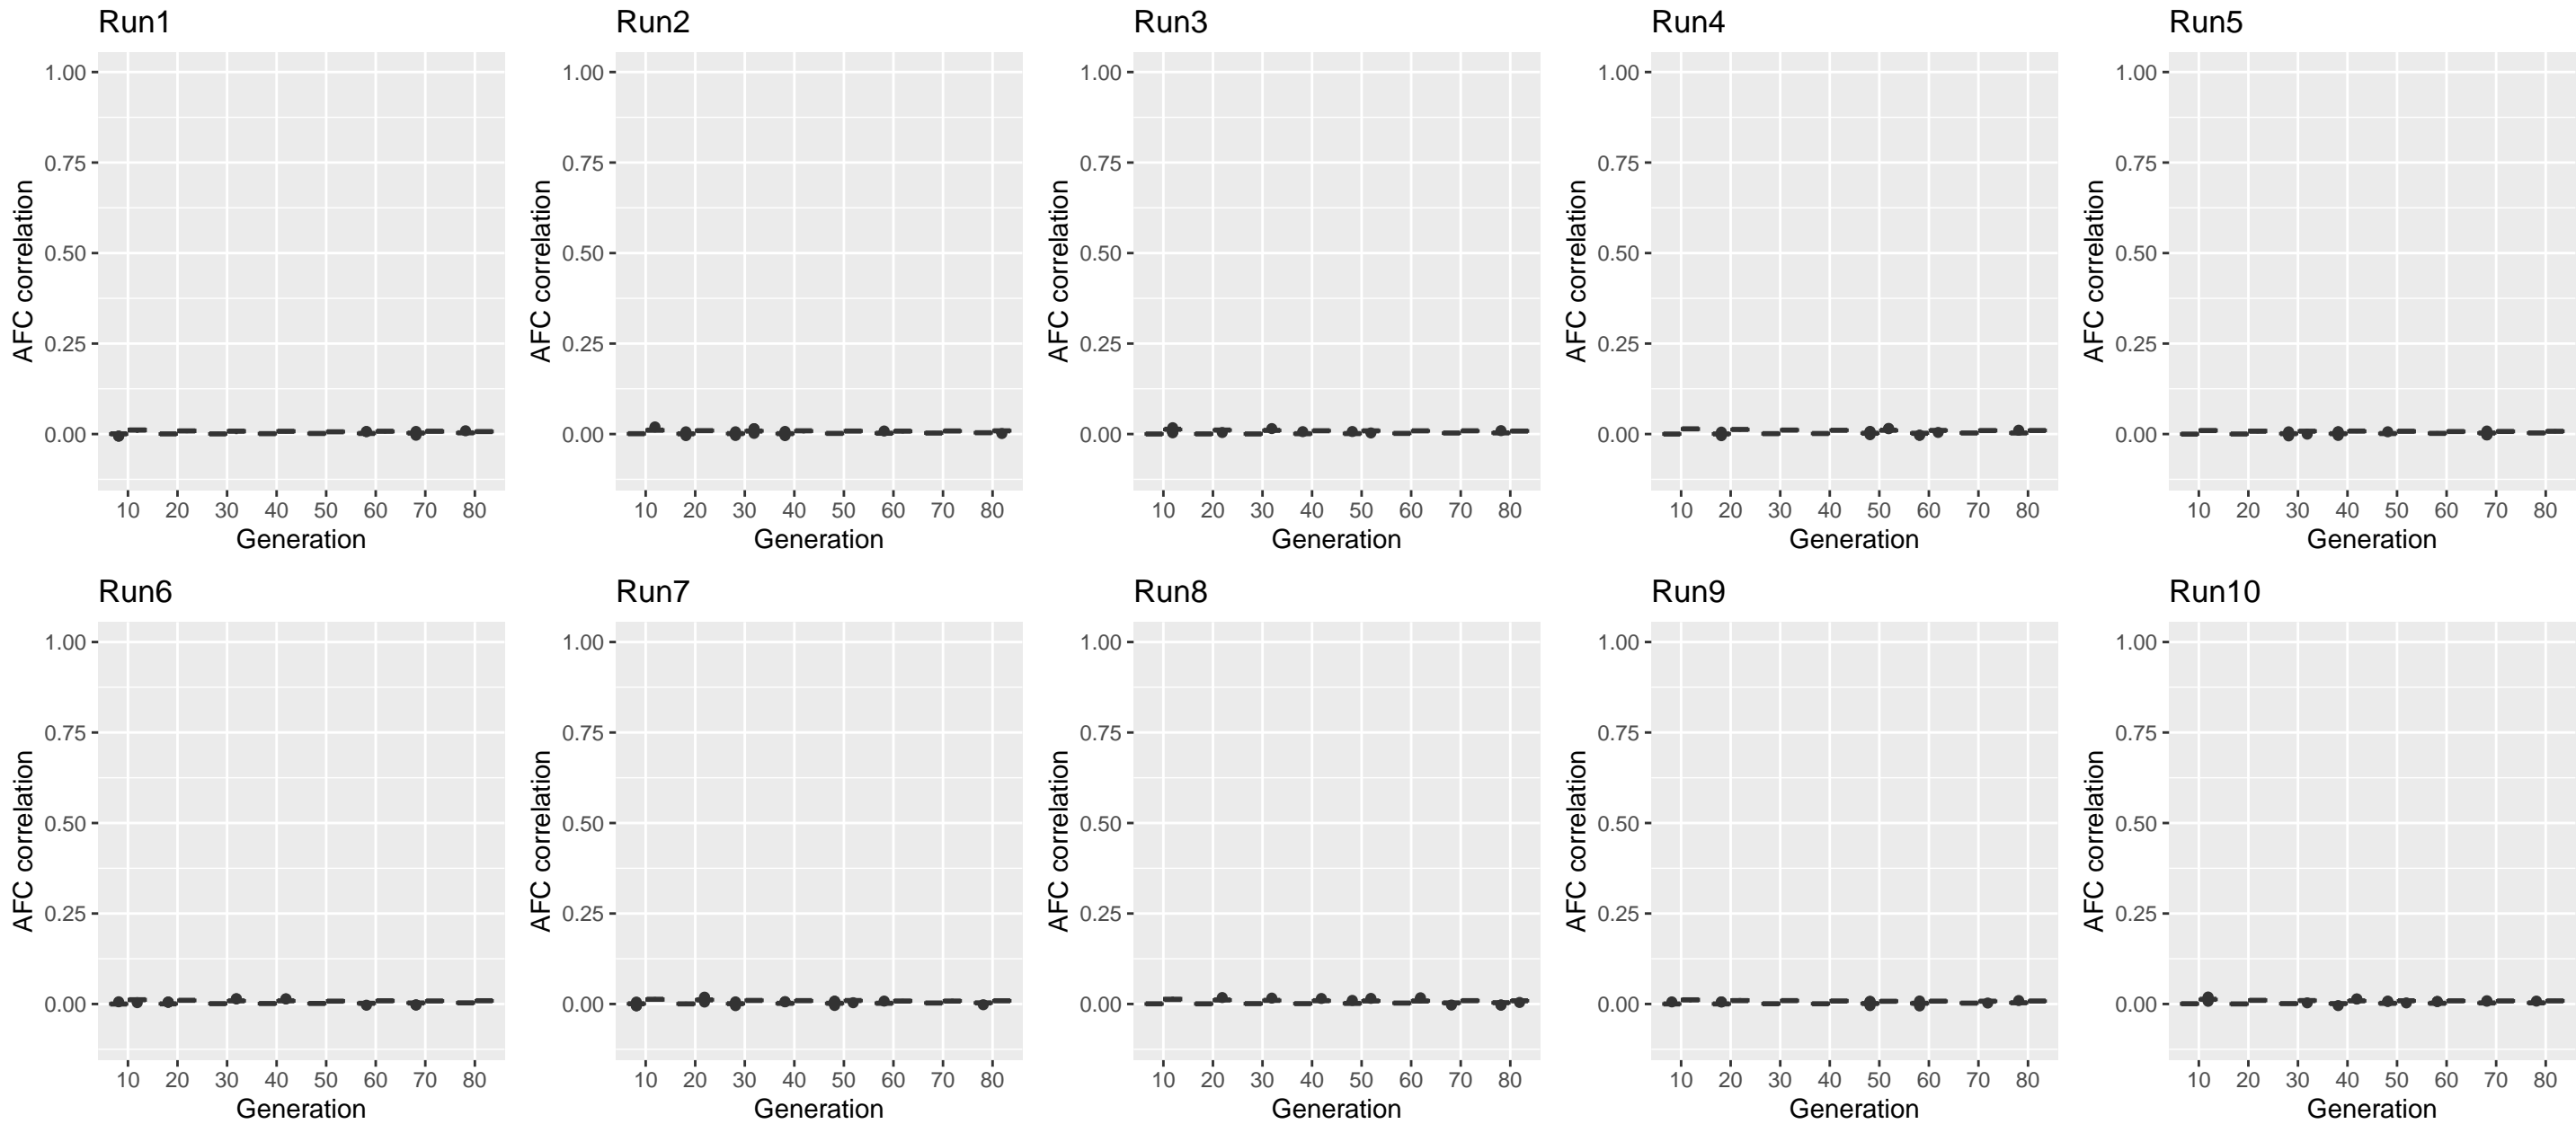 Run1 Run2 Run3 Run4 Run5
1.00 1.00 1.00 1.00 1.00
0.75 0.75 0.75 0.75 0.75
0.50 0.50 0.50 0.50 0.50
0.25 0.25 0.25 0.25 0.25
0.00 0.00 0.00 0.00 0.00
AFC correlation AFC correlation AFC correlation AFC correlation AFC correlation
10 20 30 40 50 60 70 80 10 20 30 40 50 60 70 80 10 20 30 40 50 60 70 80 10 20 30 40 50 60 70 80 10 20 30 40 50 60 70 80
Generation Generation Generation Generation Generation
Run6 Run7 Run8 Run9 Run10
1.00 1.00 1.00 1.00 1.00
0.75 0.75 0.75 0.75 0.75
0.50 0.50 0.50 0.50 0.50
0.25 0.25 0.25 0.25 0.25
0.00 0.00 0.00 0.00 0.00
AFC correlation AFC correlation AFC correlation AFC correlation AFC correlation
10 20 30 40 50 60 70 80 10 20 30 40 50 60 70 80 10 20 30 40 50 60 70 80 10 20 30 40 50 60 70 80 10 20 30 40 50 60 70 80
Generation Generation Generation Generation Generation